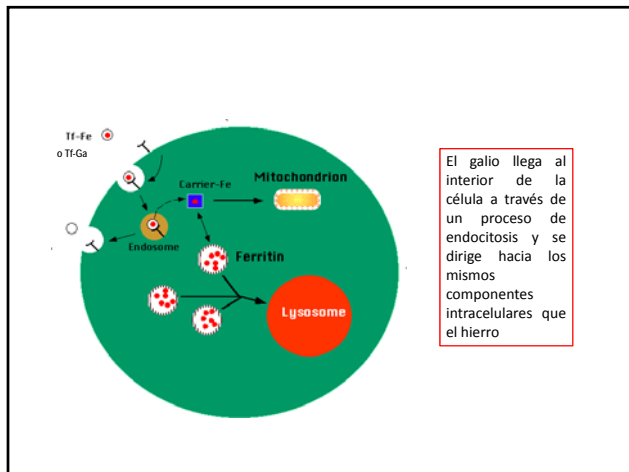 Tf-Fe
o Tf-Ga
Carrier-Fe
Mitochondrion
Endosome
Ferritin
Lysosome
El galio llega al
interior de la
célula a través de
un proceso de
endocitosis y se
dirige hacia los
mismos
componentes
intracelulares que
el hierro